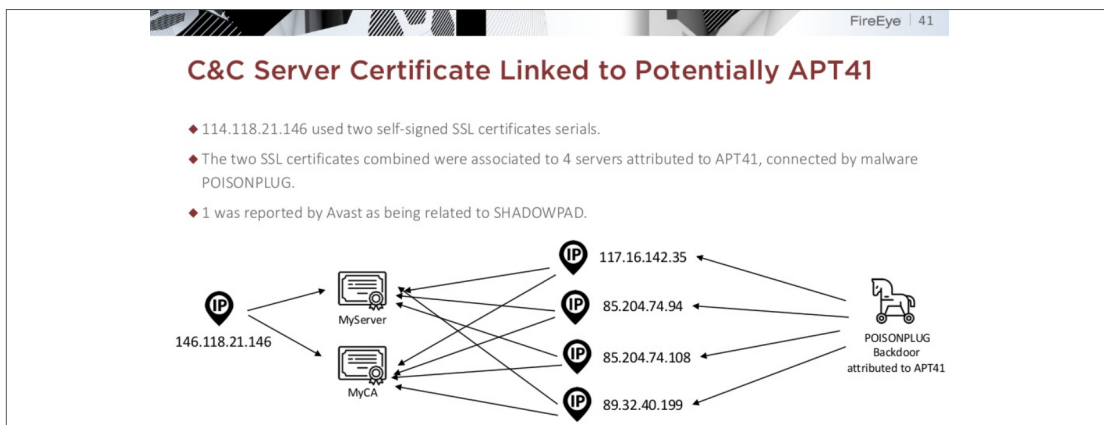 FireEye | 41
C&C Server Certificate Linked to Potentially APT41
114.118.21.146 used two self-signed SSL certificates serials.
The two SSL certificates combined were associated to 4 servers attributed to APT41, connected by malware
POISONPLUG.
1 was reported by Avast as being related to SHADOWPAD.
IP
146.118.21.146
MyServer
MyCA
IP
117.16.142.35
IP
85.204.74.94
IP
85.204.74.108
IP
89.32.40.199
POISONPLUG
Backdoor
attributed to APT41